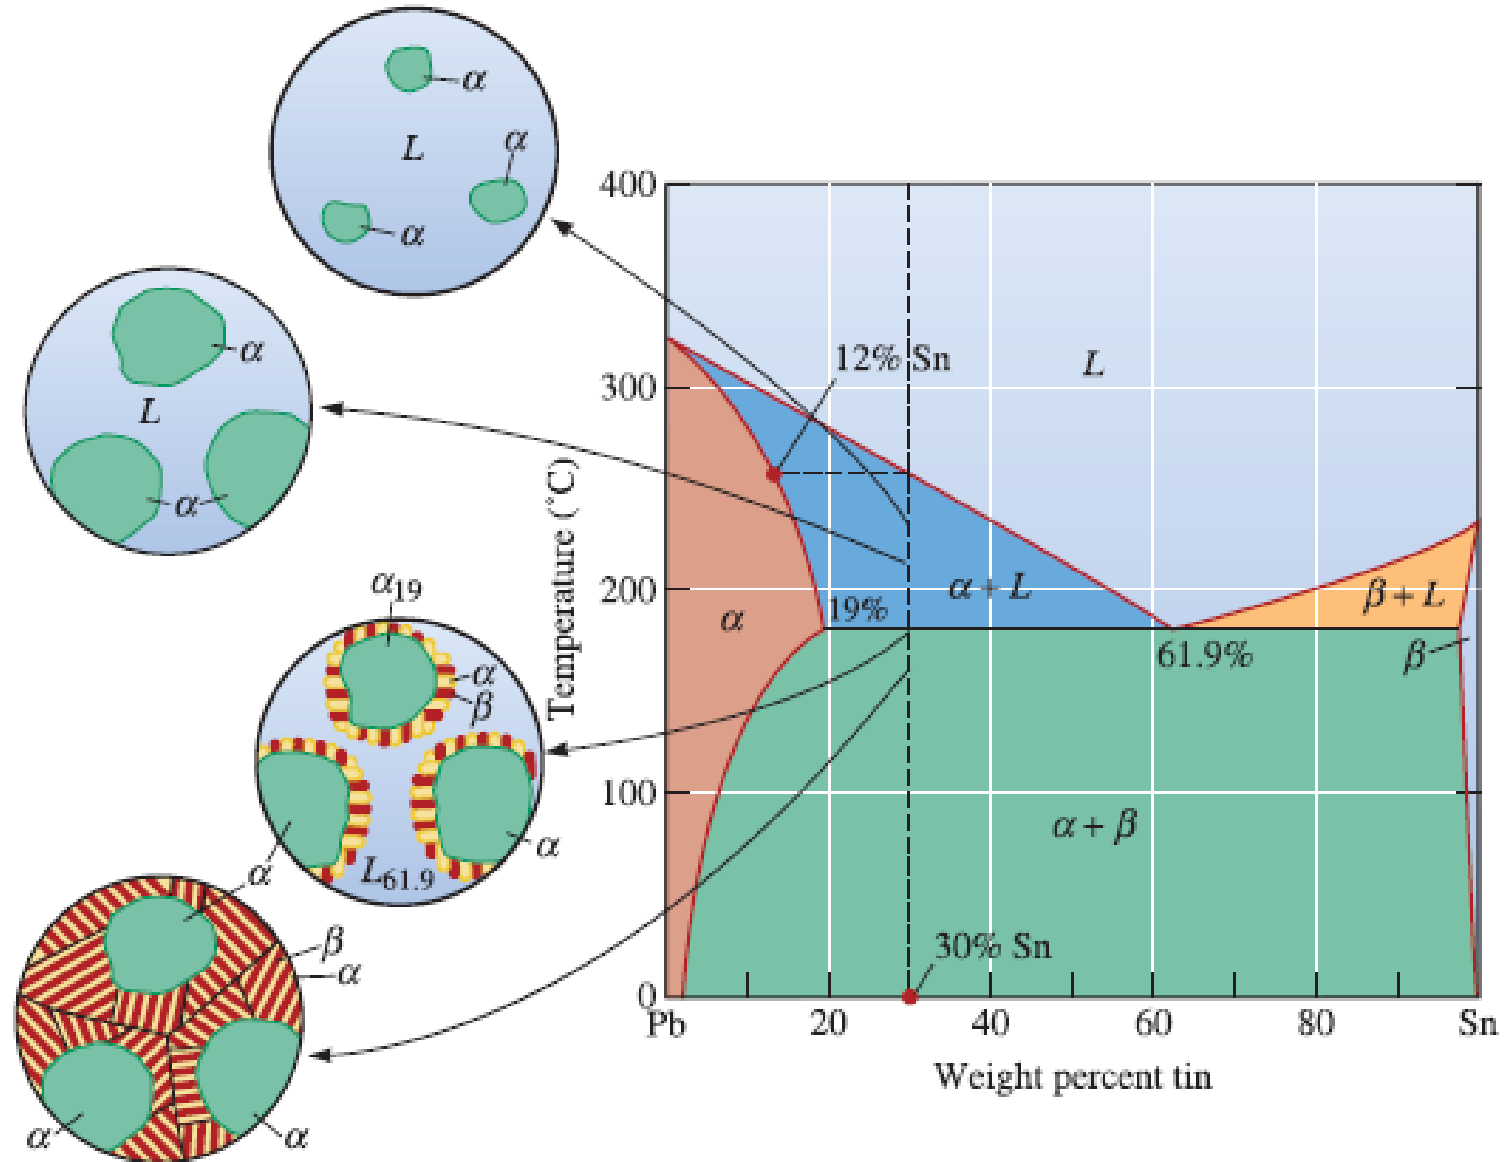 α
L
α
α
α
L
α
α₁₉
α
β
α
α
L₆₁.₉
β
α
α
α
Temperature (°C)
400
300
200
100
0
12% Sn
L
α + L
β + L
α
19%
61.9%
β
α + β
30% Sn
Pb
20
40
60
80
Sn
Weight percent tin